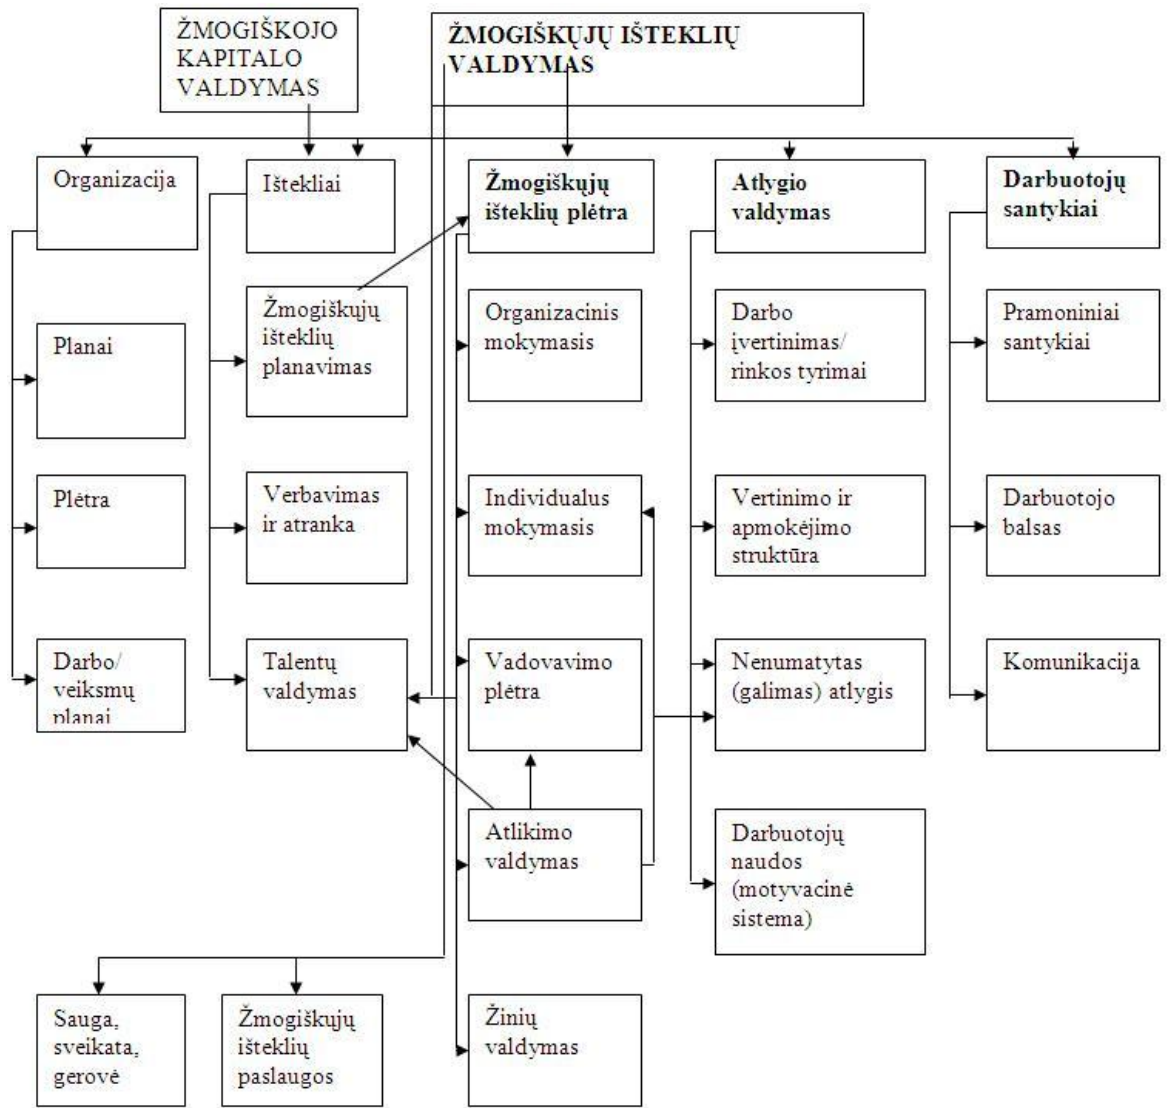 ŽMOGIŠKOJO
KAPITALO
VALDYMAS
ŽMOGIŠKŲJŲ IŠTEKLIŲ
VALDYMAS
Organizacija
Ištekliai
Žmogiškųjų
išteklių plėtra
Atlygio
valdymas
Darbuotojų
santykiai
Planai
Žmogiškųjų
išteklių
planavimas
Organizacinis
mokymasis
Darbo
įvertinimas/
rinkos tyrimai
Pramoniniai
santykiai
Plėtra
Verbavimas
ir atranka
Individualus
mokymasis
Vertinimo ir
apmokėjimo
struktūra
Darbuotojo
balsas
Darbo/
veiksmų
planai
Talentų
valdymas
Vadovavimo
plėtra
Nenumatytas
(galimas) atlygis
Komunikacija
Atlikimo
valdymas
Darbuotojų
naudos
(motyvacinė
sistema)
Sauga,
sveikata,
gerovė
Žmogiškųjų
išteklių
paslaugos
Žinių
valdymas